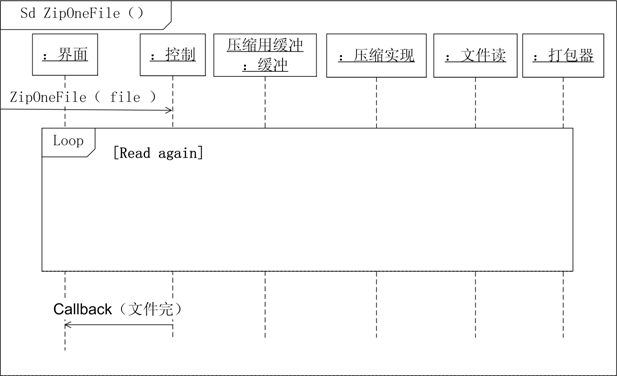 Sd ZipOneFile（）
：界面
：控制
压缩用缓冲
：缓冲
：压缩实现
：文件读
：打包器
ZipOneFile（ file ）
Loop
[Read again]
Callback（文件完）